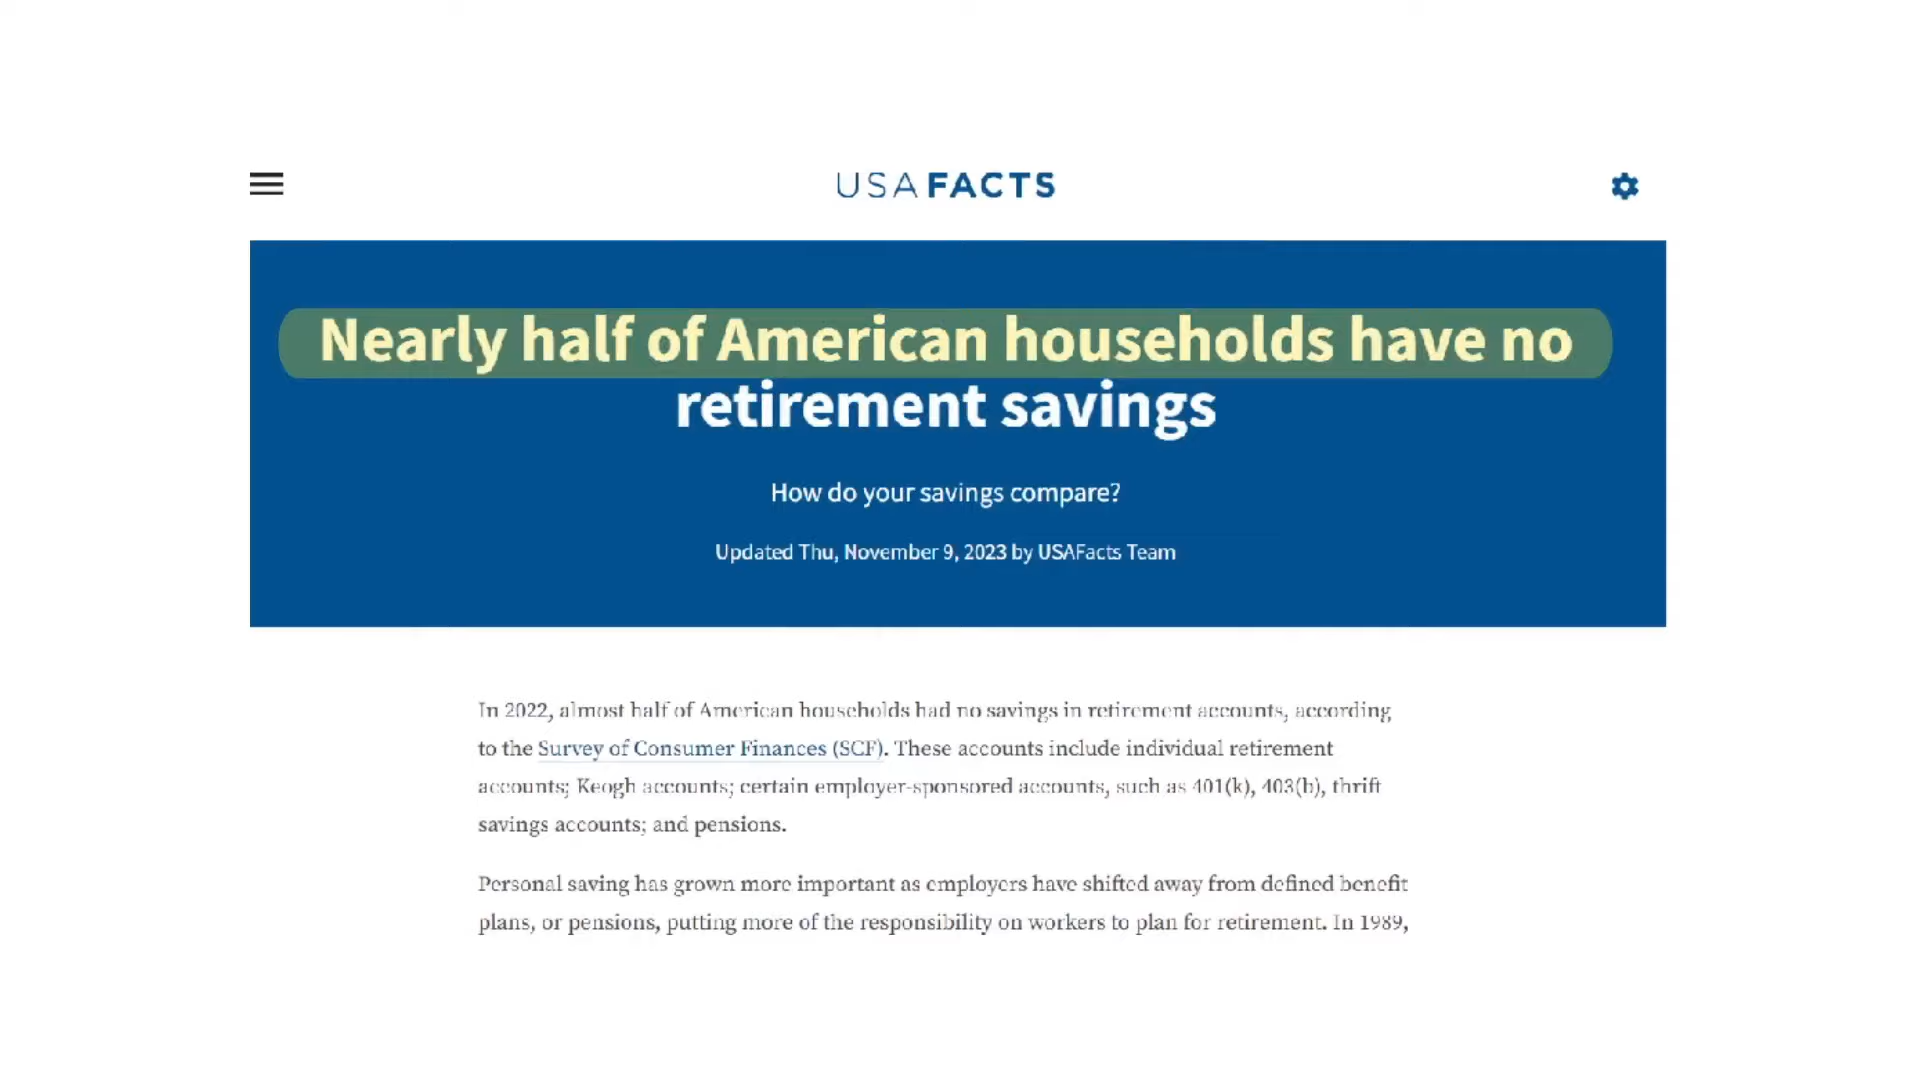 USAFACTS
Nearly half of American households have no
retirement savings
How do your savings compare?
Updated Thu, November 9, 2023 by USAFacts Team
In 2022, almost half of American households had no savings in retirement accounts, according
to the Survey of Consumer Finances (SCF). These accounts include individual retirement
accounts; Keogh accounts; certain employer-sponsored accounts, such as 401(k), 403(b), thrift
savings accounts; and pensions.
Personal saving has grown more important as employers have shifted away from defined benefit
plans, or pensions, putting more of the responsibility on workers to plan for retirement. In 1989,